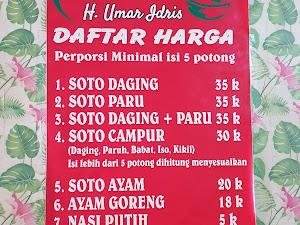 H. Umar Idris
DAFTAR HARGA
Perporsi Minimal isi 5 potong
1. SOTO DAGING 35 k
2. SOTO PARU 35 k
3. SOTO DAGING + PARU 35 k
4. SOTO CAMPUR 30 k
(Daging, Paruh, Babat, Iso, Kikil)
Isi lebih dari 5 potong dihitung menyesuaikan
5. SOTO AYAM 20 k
6. AYAM GORENG 18 k
7. NASI PUTIH 5 k